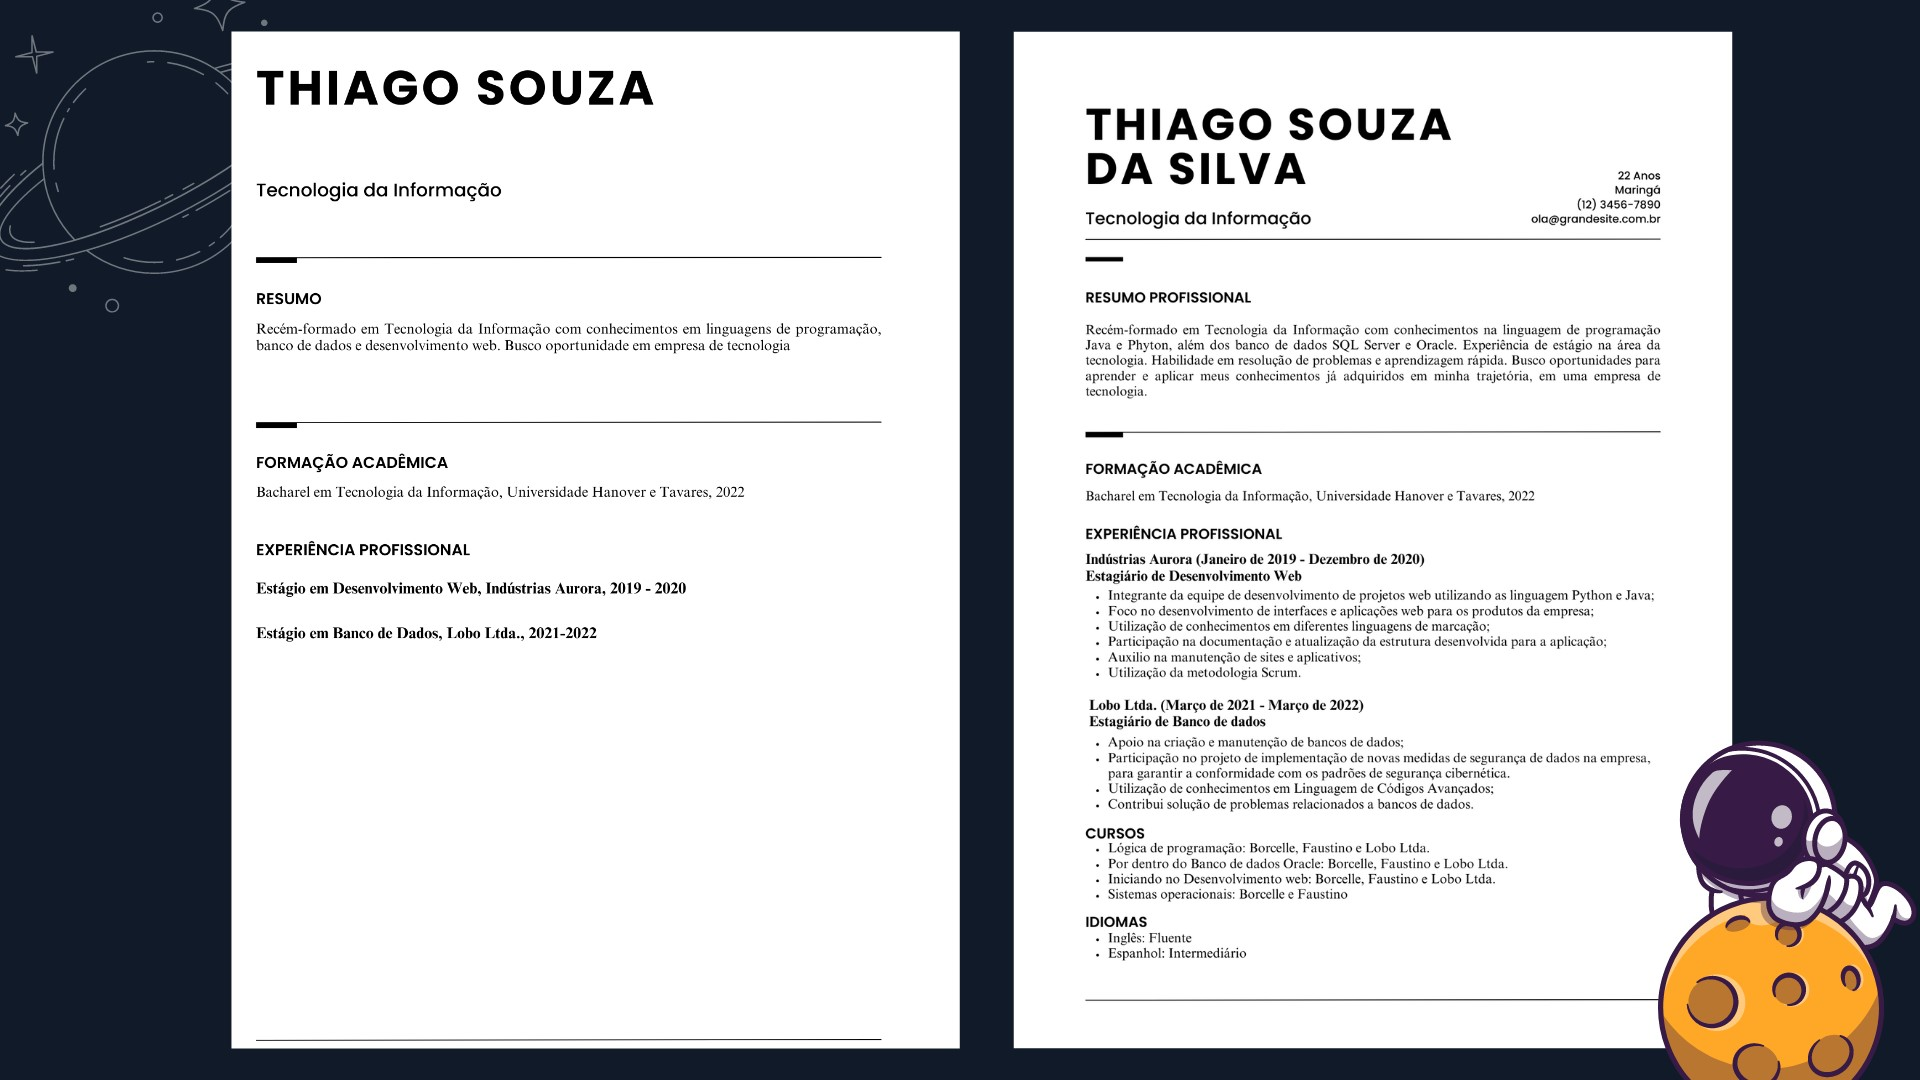 THIAGO SOUZA
Tecnologia da Informação
RESUMO
Recém-formado em Tecnologia da Informação com conhecimentos em linguagens de programação,
banco de dados e desenvolvimento web. Busco oportunidade em empresa de tecnologia
FORMAÇÃO ACADÊMICA
Bacharel em Tecnologia da Informação, Universidade Hanover e Tavares, 2022
EXPERIÊNCIA PROFISSIONAL
Estágio em Desenvolvimento Web, Indústrias Aurora, 2019 - 2020
Estágio em Banco de Dados, Lobo Ltda., 2021-2022
THIAGO SOUZA
DA SILVA
Tecnologia da Informação
22 Anos
Maringá
(12) 3456-7890
ola@grandesite.com.br
RESUMO PROFISSIONAL
Recém-formado em Tecnologia da Informação com conhecimentos na linguagem de programação
Java e Phyton, além dos banco de dados SQL Server e Oracle. Experiência de estágio na área da
tecnologia. Habilidade em resolução de problemas e aprendizagem rápida. Busco oportunidades para
aprender e aplicar meus conhecimentos já adquiridos em minha trajetória, em uma empresa de
tecnologia.
FORMAÇÃO ACADÊMICA
Bacharel em Tecnologia da Informação, Universidade Hanover e Tavares, 2022
EXPERIÊNCIA PROFISSIONAL
Indústrias Aurora (Janeiro de 2019 - Dezembro de 2020)
Estagiário de Desenvolvimento Web
• Integrante da equipe de desenvolvimento de projetos web utilizando as linguagem Python e Java;
• Foco no desenvolvimento de interfaces e aplicações web para os produtos da empresa;
• Utilização de conhecimentos em diferentes linguagens de marcação;
• Participação na documentação e atualização da estrutura desenvolvida para a aplicação;
• Auxilio na manutenção de sites e aplicativos;
• Utilização da metodologia Scrum.
Lobo Ltda. (Março de 2021 - Março de 2022)
Estagiário de Banco de dados
• Apoio na criação e manutenção de bancos de dados;
• Participação no projeto de implementação de novas medidas de segurança de dados na empresa,
para garantir a conformidade com os padrões de segurança cibernética.
• Utilização de conhecimentos em Linguagem de Códigos Avançados;
• Contribui solução de problemas relacionados a bancos de dados.
CURSOS
• Lógica de programação: Borcelle, Faustino e Lobo Ltda.
• Por dentro do Banco de dados Oracle: Borcelle, Faustino e Lobo Ltda.
• Iniciando no Desenvolvimento web: Borcelle, Faustino e Lobo Ltda.
• Sistemas operacionais: Borcelle e Faustino
IDIOMAS
• Inglês: Fluente
• Espanhol: Intermediário